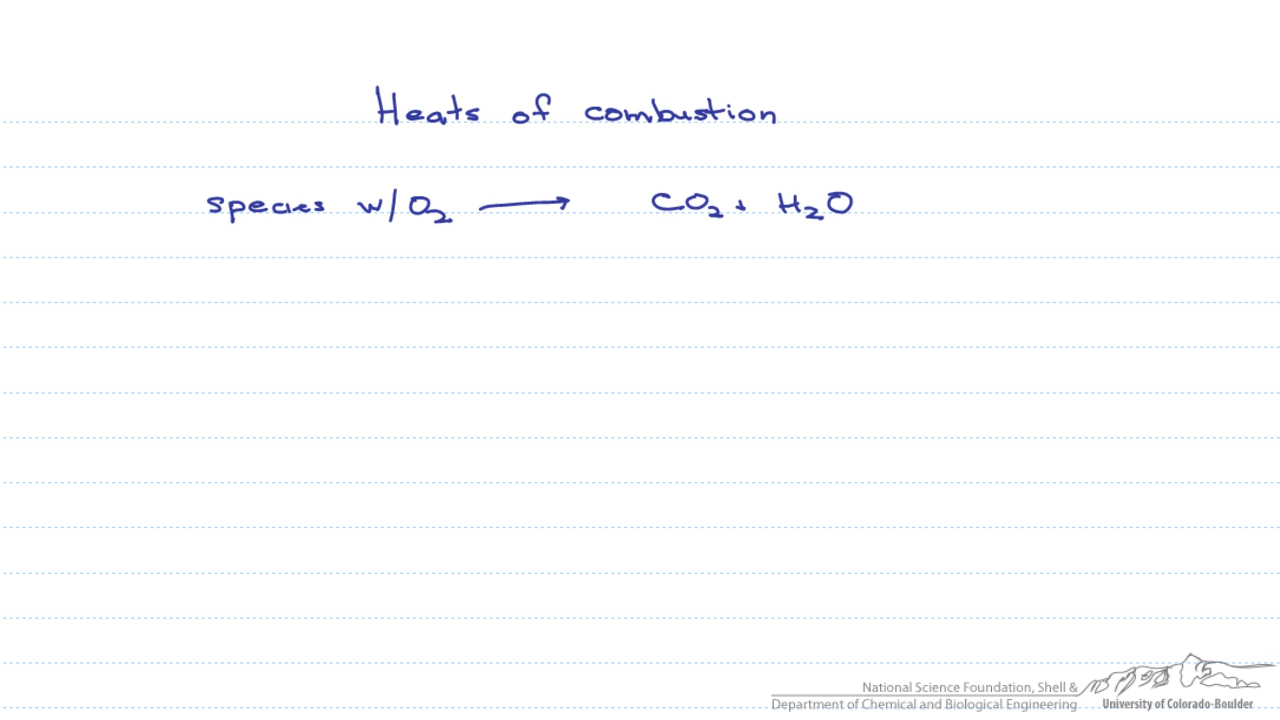 Heats of combustion
species w/ O₂ ⟶ CO₂ + H₂O
National Science Foundation, Shell &
Department of Chemical and Biological Engineering
University of Colorado-Boulder